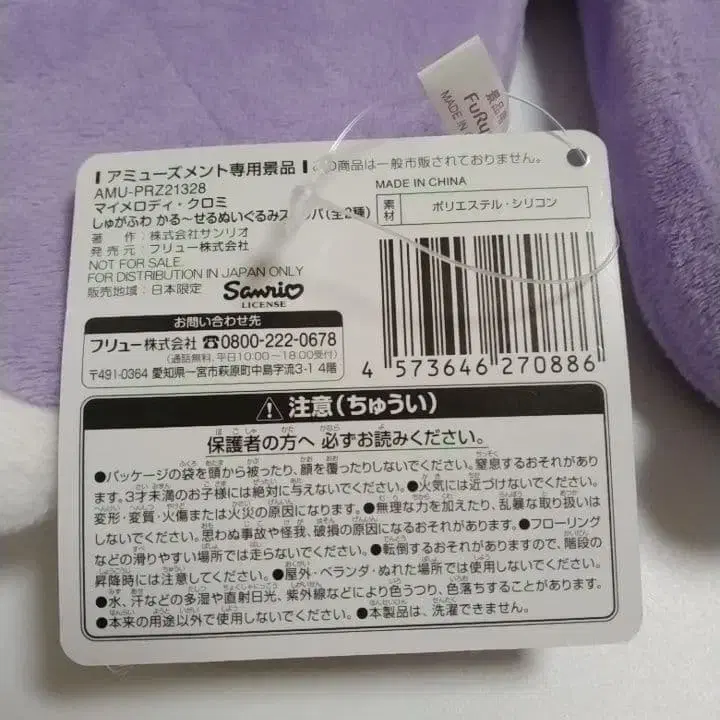 景品用
FuRu
MADE IN
アミューズメント専用景品 この商品は一般市販されておりません。
AMU-PRZ21328
MADE IN CHINA
マイメロディ・クロミ
素材 ポリエステル・シリコン
しゅがふわ かる～せるぬいぐるみス パ(全2種)
著 作：株式会社サンリオ
発売元：フリュー株式会社
NOT FOR SALE
FOR DISTRIBUTION IN JAPAN ONLY
販売地域：日本限定
Sanrio
LICENSE
お問い合わせ先
フリュー株式会社 ☎0800-222-0678
(通話無料, 平日10:00〜18:00受付)
〒491-0364 愛知県一宮市萩原町中島字流3-1 4階
4 573646 270886
⚠注意(ちゅうい)
保護者の方へ 必ずお読みください。
●パッケージの袋を頭から被ったり、顔を覆ったりしないでください。窒息するおそれがあり
ます。3才未満のお子様には絶対に与えないでください。●火気には近づけないでください。
変形・変質・火傷または火災の原因になります。●無理な力を加えたり、乱暴な取り扱いは
しないでください。思わぬ事故や怪我、破損の原因になるおそれがあります。●フローリング
などの滑りやすい場所では走らないでください。●転倒するおそれがありますので、階段の
昇降時には注意してください。●屋外・ベランダ・ぬれた場所では使用しないでください。
●水、汗などの多湿や直射日光、紫外線などにより色うつり、色落ちすることがあります。
●本来の用途以外で使用しないでください。●本製品は、洗濯できません。